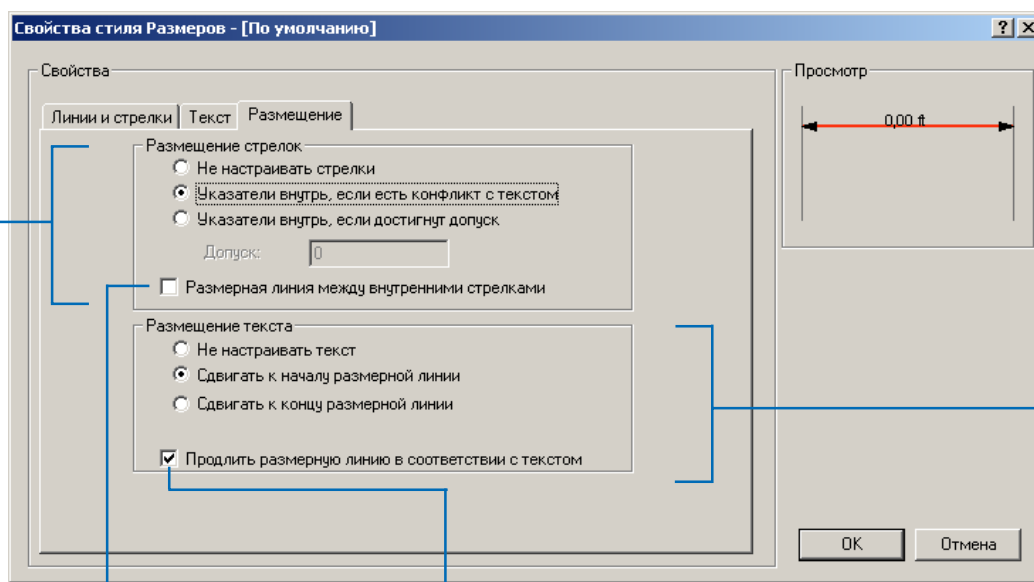 Свойства стиля Размеров - [По умолчанию]
Свойства
Линии и стрелки
Текст
Размещение
Размещение стрелок
Не настраивать стрелки
Указатели внутрь, если есть конфликт с текстом
Указатели внутрь, если достигнут допуск
Допуск:
0
Размерная линия между внутренними стрелками
Размещение текста
Не настраивать текст
Сдвигать к началу размерной линии
Сдвигать к концу размерной линии
Продлить размерную линию в соответствии с текстом
Просмотр
0,00 ft
OK
Отмена